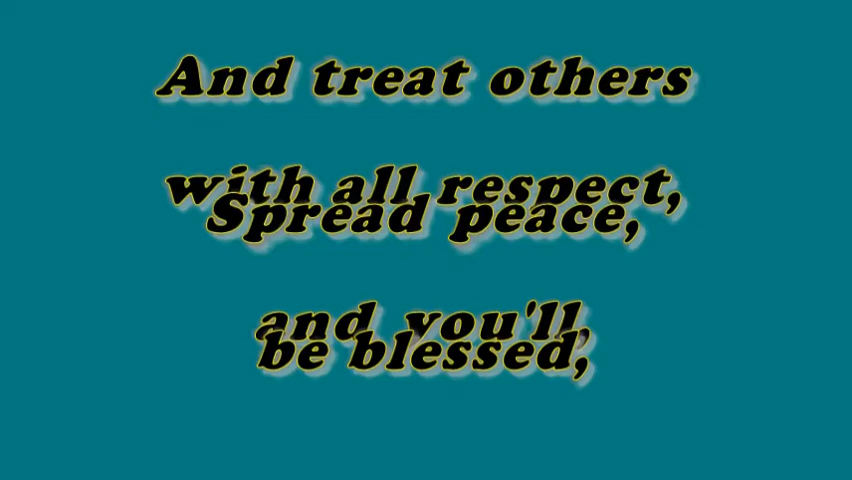 And treat others
with all respect,
Spread peace,
and you'll,
be blessed,